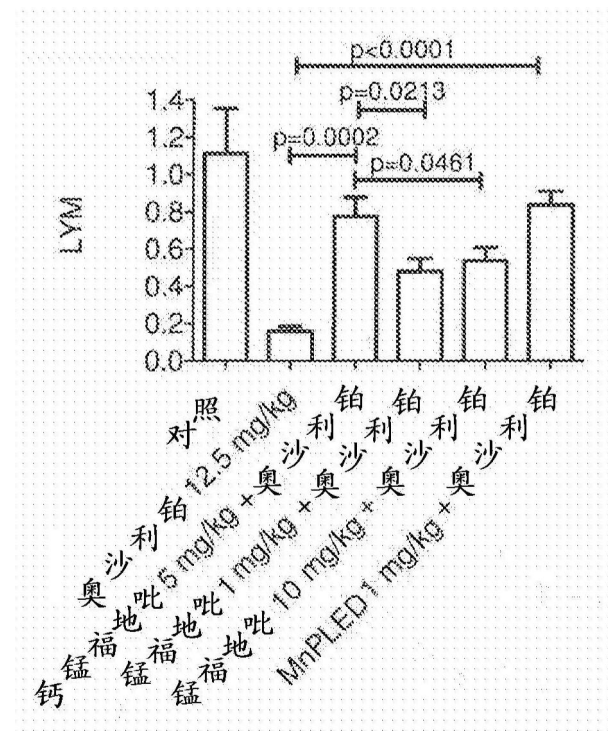 p<0.0001
p=0.0213
p=0.0002
p=0.0461
LYM
1.4
1.2
1.0
0.8
0.6
0.4
0.2
0.0
对照
奥沙利铂 12.5 mg/kg
钙锰福地吡 5 mg/kg + 奥沙利铂
锰福地吡 1 mg/kg + 奥沙利铂
锰福地吡 10 mg/kg + 奥沙利铂
MnPLED1 mg/kg + 奥沙利铂